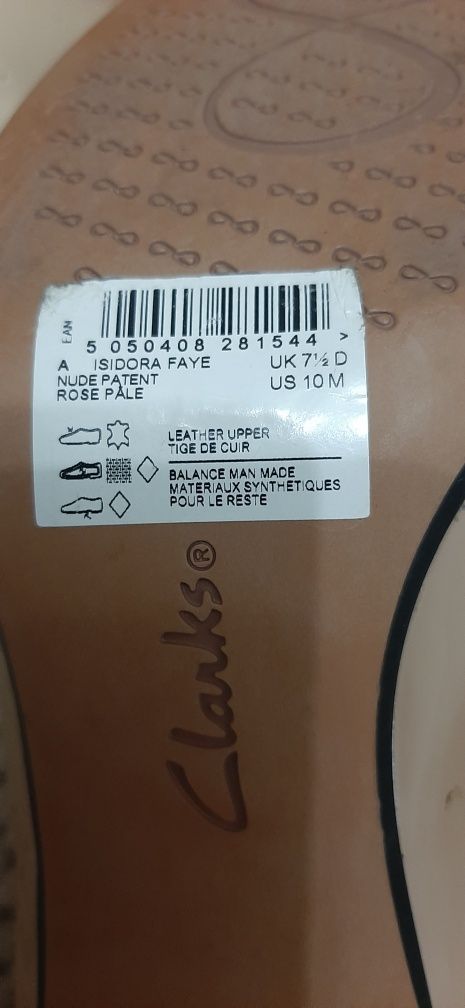 EAN
5 050408 281544 >
A ISIDORA FAYE UK 7½ D
NUDE PATENT US 10 M
ROSE PÂLE
LEATHER UPPER
TIGE DE CUIR
BALANCE MAN MADE
MATERIAUX SYNTHETIQUES
POUR LE RESTE
Clarks®